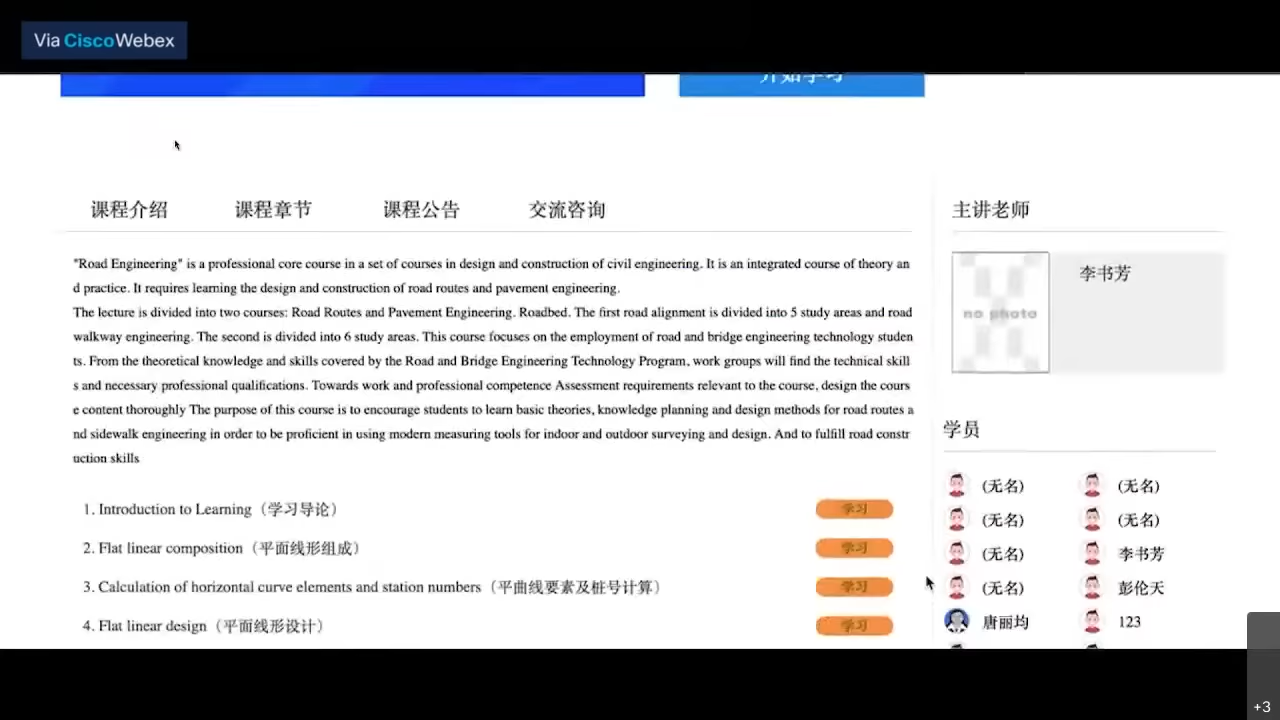 Via CiscoWebex
开始学习
课程介绍 课程章节 课程公告 交流咨询
"Road Engineering" is a professional core course in a set of courses in design and construction of civil engineering. It is an integrated course of theory an
d practice. It requires learning the design and construction of road routes and pavement engineering.
The lecture is divided into two courses: Road Routes and Pavement Engineering. Roadbed. The first road alignment is divided into 5 study areas and road
walkway engineering. The second is divided into 6 study areas. This course focuses on the employment of road and bridge engineering technology studen
ts. From the theoretical knowledge and skills covered by the Road and Bridge Engineering Technology Program, work groups will find the technical skill
s and necessary professional qualifications. Towards work and professional competence Assessment requirements relevant to the course, design the cours
e content thoroughly The purpose of this course is to encourage students to learn basic theories, knowledge planning and design methods for road routes a
nd sidewalk engineering in order to be proficient in using modern measuring tools for indoor and outdoor surveying and design. And to fulfill road constr
uction skills
1. Introduction to Learning（学习导论） 学习
2. Flat linear composition（平面线形组成） 学习
3. Calculation of horizontal curve elements and station numbers（平曲线要素及桩号计算） 学习
4. Flat linear design（平面线形设计） 学习
主讲老师
no photo
李书芳
学员
(无名) (无名)
(无名) (无名)
(无名) 李书芳
(无名) 彭伦天
唐丽均 123
+3